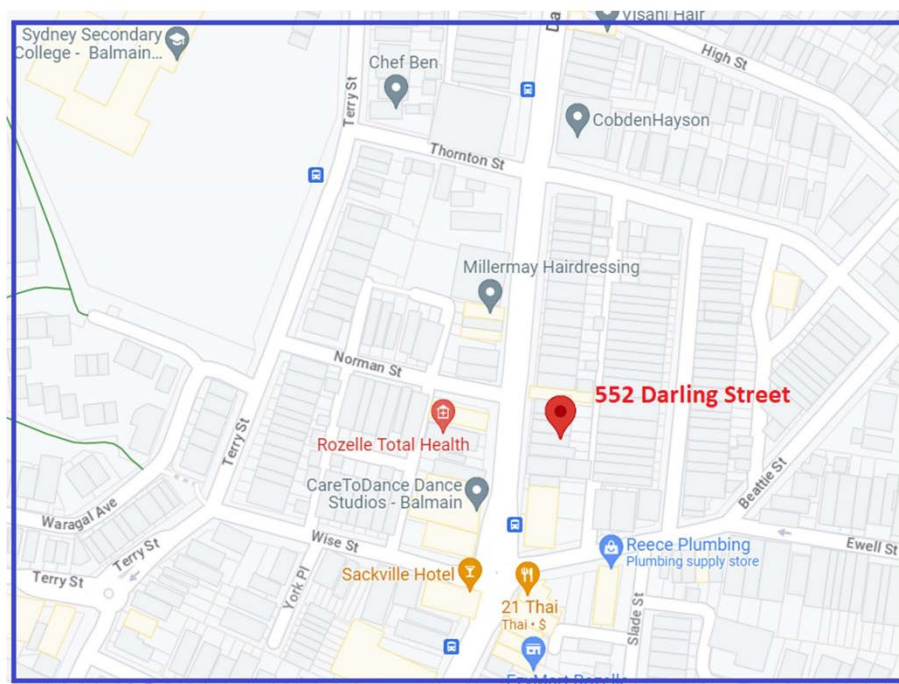 Visani Hair
Da
Sydney Secondary
College - Balmain...
Chef Ben
High St
Terry St
CobdenHayson
Thornton St
Millermay Hairdressing
Norman St
552 Darling Street
Rozelle Total Health
Terry St
CareToDance Dance
Studios - Balmain
Beattie St
Waragal Ave
Wise St
Terry St
Reece Plumbing
Plumbing supply store
Ewell St
Terry St
York Pl
Sackville Hotel
21 Thai
Thai • $
Slade St
EzyMart Rozelle